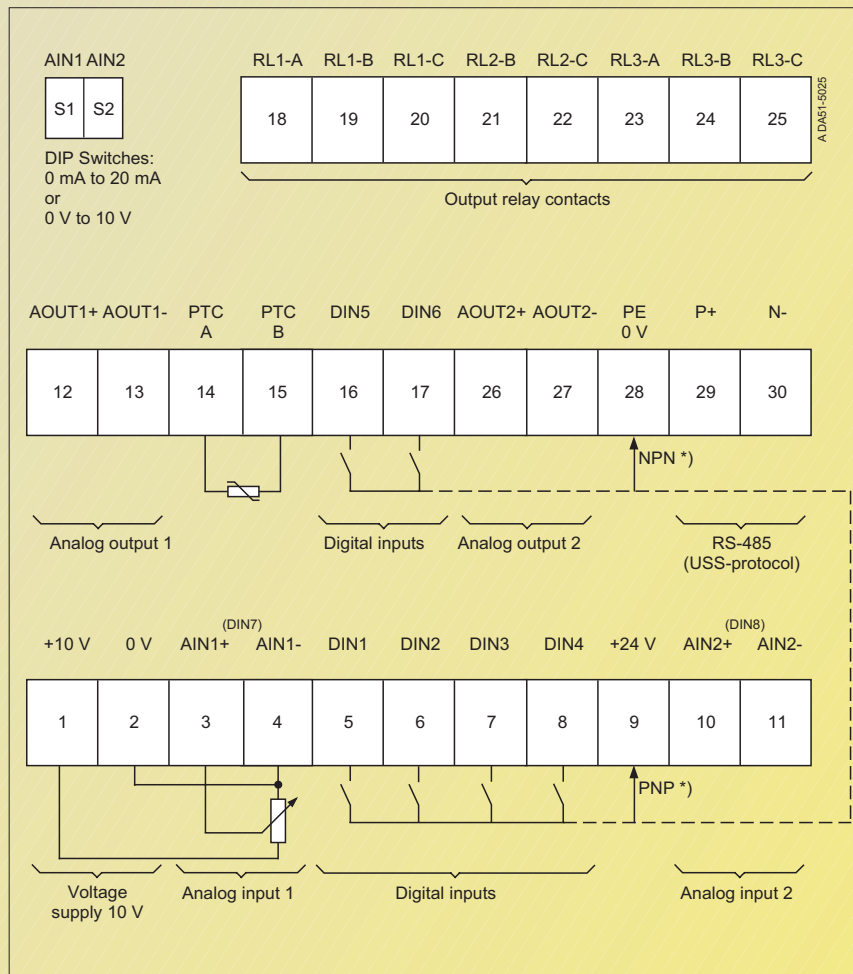 AIN1 AIN2
S1 S2
DIP Switches:
0 mA to 20 mA
or
0 V to 10 V
RL1-A RL1-B RL1-C RL2-B RL2-C RL3-A RL3-B RL3-C
18 19 20 21 22 23 24 25
A DA51-5025
Output relay contacts
AOUT1+ AOUT1- PTC PTC DIN5 DIN6 AOUT2+ AOUT2- PE P+ N-
A B 0 V
12 13 14 15 16 17 26 27 28 29 30
NPN *)
Analog output 1 Digital inputs Analog output 2 RS-485
(USS-protocol)
(DIN7) (DIN8)
+10 V 0 V AIN1+ AIN1- DIN1 DIN2 DIN3 DIN4 +24 V AIN2+ AIN2-
1 2 3 4 5 6 7 8 9 10 11
PNP *)
Voltage Analog input 1 Digital inputs Analog input 2
supply 10 V